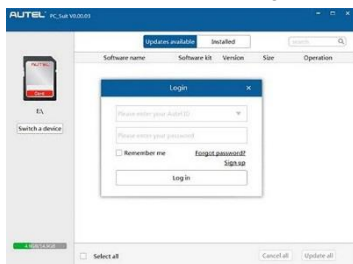 AUTEL PC_Suit V0.00.03
Updates available Installed
Software name Software kit Version Size Operation
AUTEL
Login
Please enter your Autel ID
Please enter your password
Remember me Forgot password?
Sign up
Log in
Switch a device
Select all Cancel all Update all